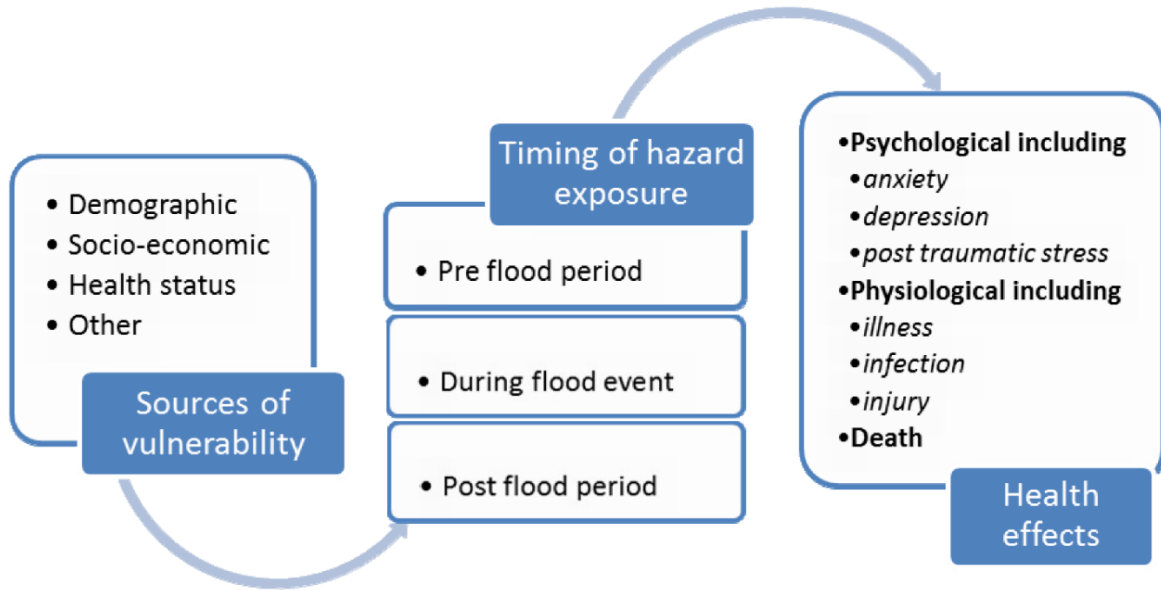 • Demographic
• Socio-economic
• Health status
• Other
Sources of
vulnerability
Timing of hazard
exposure
• Pre flood period
• During flood event
• Post flood period
•Psychological including
•anxiety
•depression
•post traumatic stress
•Physiological including
•illness
•infection
•injury
•Death
Health
effects